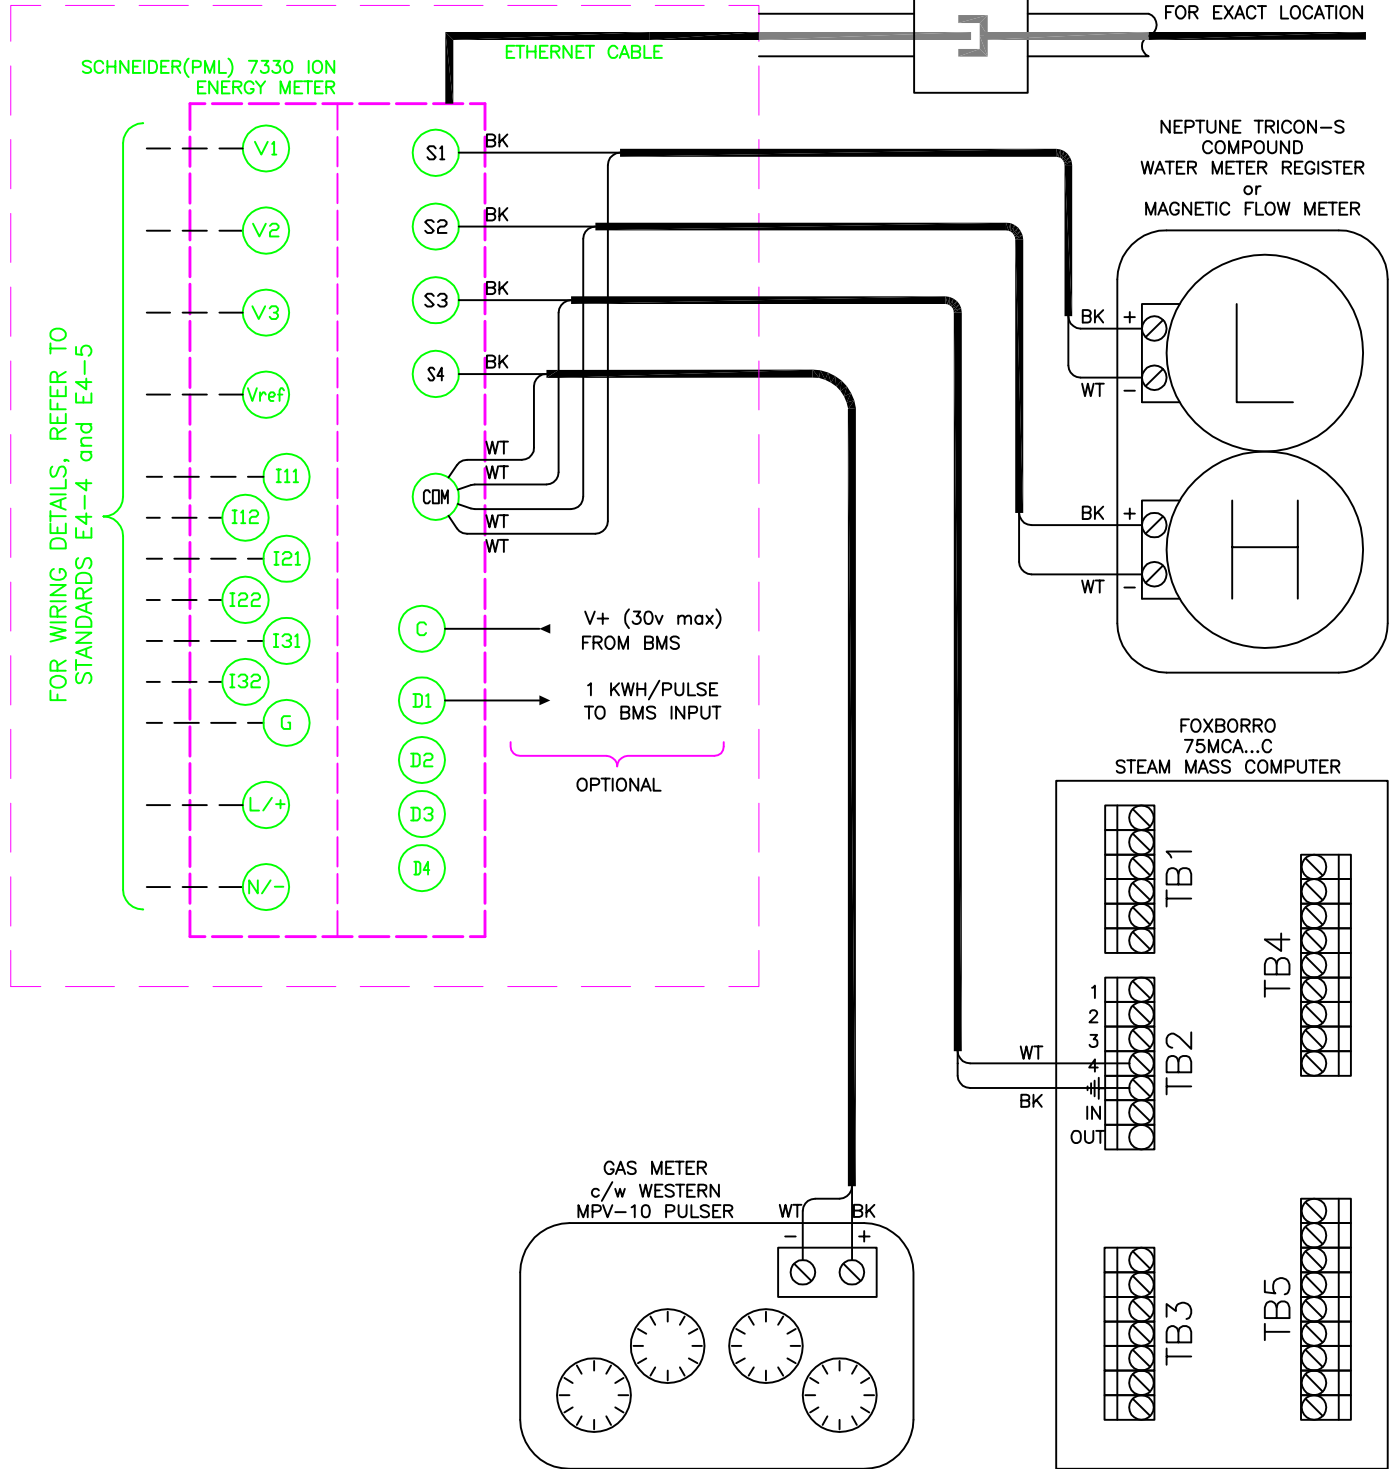 FOR EXACT LOCATION
ETHERNET CABLE
SCHNEIDER(PML) 7330 ION
ENERGY METER
FOR WIRING DETAILS, REFER TO
STANDARDS E4-4 and E4-5
V1
V2
V3
Vref
I11
I12
I21
I22
I31
I32
G
L/+
N/-
S1
BK
S2
BK
S3
BK
S4
BK
WT
WT
COM
WT
WT
C
V+ (30v max)
FROM BMS
D1
1 KWH/PULSE
TO BMS INPUT
D2
OPTIONAL
D3
D4
NEPTUNE TRICON-S
COMPOUND
WATER METER REGISTER
or
MAGNETIC FLOW METER
BK +
L
WT -
BK +
H
WT -
FOXBORRO
75MCA...C
STEAM MASS COMPUTER
TB1
TB4
1
2
3
WT 4
BK
IN
OUT
TB2
TB3
TB5
GAS METER
c/w WESTERN
MPV-10 PULSER
WT BK
- +